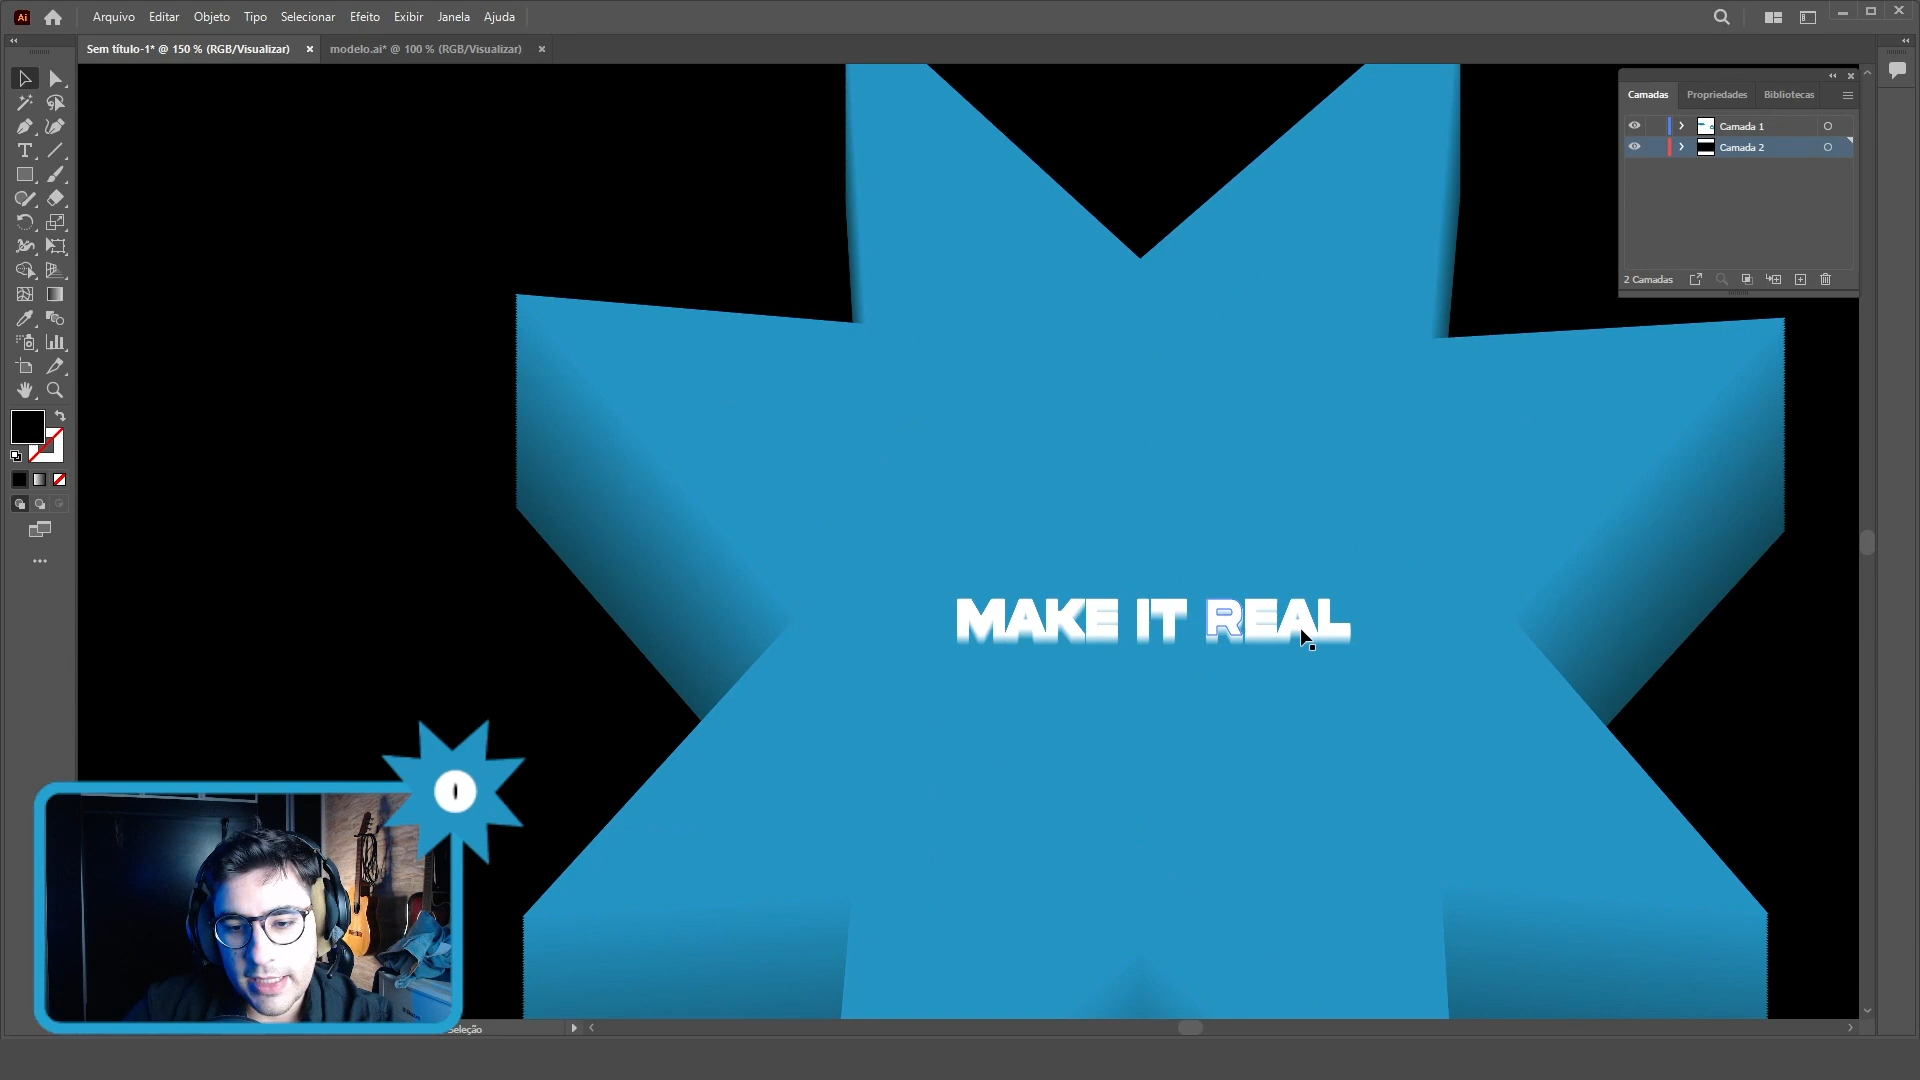 Ai Arquivo Editar Objeto Tipo Selecionar Efeito Exibir Janela Ajuda
Sem título-1* @ 150 % (RGB/Visualizar) modelo.ai* @ 100 % (RGB/Visualizar)
Camadas Propriedades Bibliotecas
Camada 1
Camada 2
2 Camadas
MAKE IT REAL
Seleção